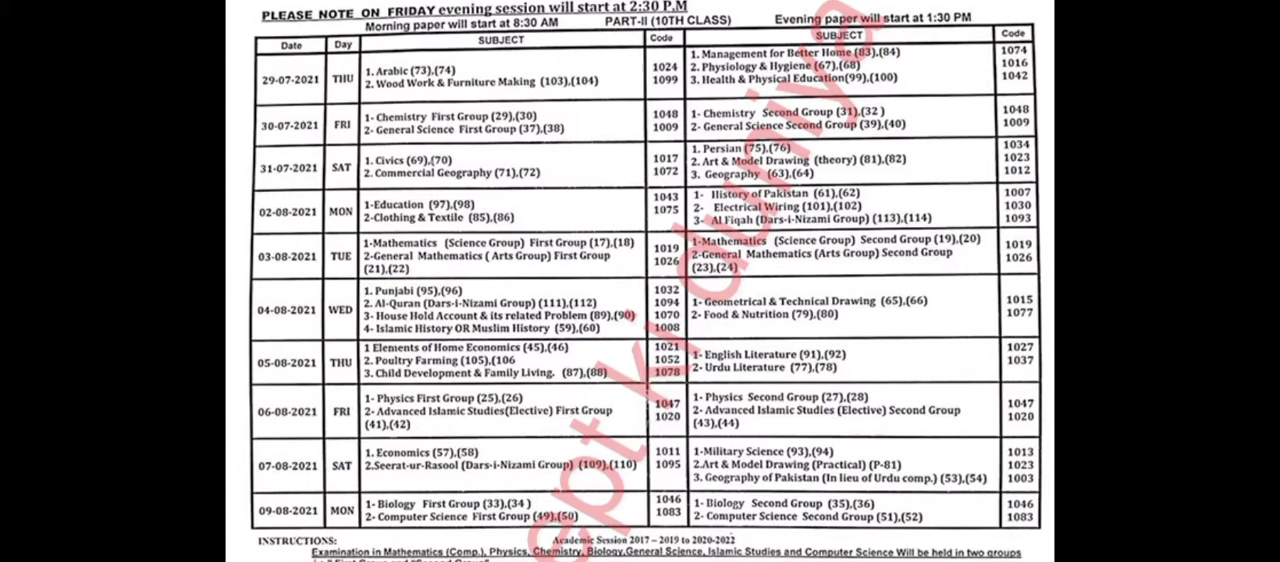 PLEASE NOTE ON FRIDAY evening session will start at 2:30 P.M
Morning paper will start at 8:30 AM PART-II (10TH CLASS) Evening paper will start at 1:30 PM
Date Day SUBJECT Code SUBJECT Code
29-07-2021 THU
1. Arabic (73),(74) 1024
2. Wood Work & Furniture Making (103),(104) 1099
1. Management for Better Home (83),(84) 1074
2. Physiology & Hygiene (67),(68) 1016
3. Health & Physical Education(99),(100) 1042
30-07-2021 FRI
1- Chemistry First Group (29),(30) 1048
2- General Science First Group (37),(38) 1009
1- Chemistry Second Group (31),(32 ) 1048
2- General Science Second Group (39),(40) 1009
31-07-2021 SAT
1. Civics (69),(70) 1017
2. Commercial Geography (71),(72) 1072
1. Persian (75),(76) 1034
2. Art & Model Drawing (theory) (81),(82) 1023
3. Geography (63),(64) 1012
02-08-2021 MON
1-Education (97),(98) 1043
2-Clothing & Textile (85),(86) 1075
1- History of Pakistan (61),(62) 1007
2- Electrical Wiring (101),(102) 1030
3- Al Fiqah (Dars-i-Nizami Group) (113),(114) 1093
03-08-2021 TUE
1-Mathematics (Science Group) First Group (17),(18) 1019
2-General Mathematics ( Arts Group) First Group 1026
(21),(22)
1-Mathematics (Science Group) Second Group (19),(20) 1019
2-General Mathematics (Arts Group) Second Group 1026
(23),(24)
04-08-2021 WED
1. Punjabi (95),(96) 1032
2. Al-Quran (Dars-i-Nizami Group) (111),(112) 1094
3- House Hold Account & its related Problem (89),(90) 1070
4- Islamic History OR Muslim History (59),(60) 1008
1- Geometrical & Technical Drawing (65),(66) 1015
2- Food & Nutrition (79),(80) 1077
05-08-2021 THU
1 Elements of Home Economics (45),(46) 1021
2. Poultry Farming (105),(106 1052
3. Child Development & Family Living. (87),(88) 1078
1- English Literature (91),(92) 1027
2- Urdu Literature (77),(78) 1037
06-08-2021 FRI
1- Physics First Group (25),(26) 1047
2- Advanced Islamic Studies(Elective) First Group 1020
(41),(42)
1- Physics Second Group (27),(28) 1047
2- Advanced Islamic Studies (Elective) Second Group 1020
(43),(44)
07-08-2021 SAT
1. Economics (57),(58) 1011
2.Seerat-ur-Rasool (Dars-i-Nizami Group) (109),(110) 1095
1-Military Science (93),(94) 1013
2.Art & Model Drawing (Practical) (P-81) 1023
3. Geography of Pakistan (In lieu of Urdu comp.) (53),(54) 1003
09-08-2021 MON
1- Biology First Group (33),(34 ) 1046
2- Computer Science First Group (49),(50) 1083
1- Biology Second Group (35),(36) 1046
2- Computer Science Second Group (51),(52) 1083
INSTRUCTIONS: Academic Session 2017 – 2019 to 2020-2022
Examination in Mathematics (Comp.), Physics, Chemistry, Biology,General Science, Islamic Studies and Computer Science Will be held in two groups
ept ki duniya